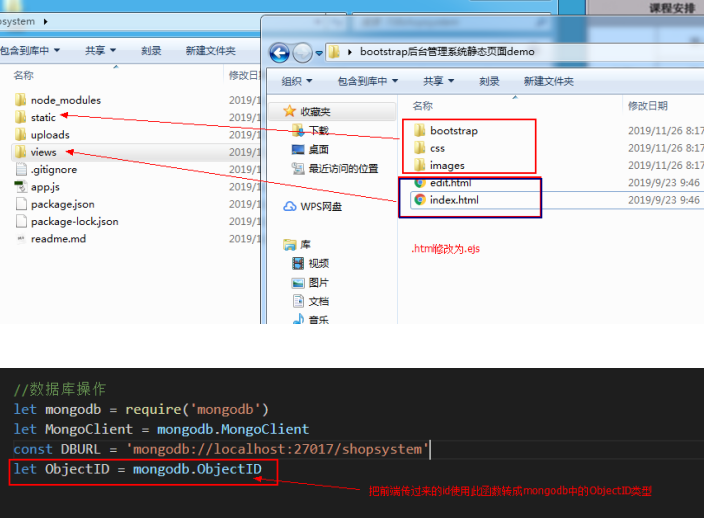 课程安排
system
包含到库中
共享
刻录
新建文件夹
名称
修改日
node_modules
2019/1
static
2019/1
uploads
2019/1
views
2019/1
.gitignore
2019/1
app.js
2019/1
package.json
2019/1
package-lock.json
2019/1
readme.md
2019/1
bootstrap后台管理系统静态页面demo
组织
包含到库中
共享
刻录
新建文件夹
收藏夹
下载
桌面
最近访问的位置
WPS网盘
库
视频
图片
文档
音乐
名称
修改日期
bootstrap
2019/11/26 8:17
css
2019/11/26 8:17
images
2019/11/26 8:17
edit.html
2019/9/23 9:46
index.html
2019/9/23 9:46
.html修改为.ejs
//数据库操作
let mongodb = require('mongodb')
let MongoClient = mongodb.MongoClient
const DBURL = 'mongodb://localhost:27017/shopsystem'
let ObjectID = mongodb.ObjectID
把前端传过来的id使用此函数转成mongodb中的ObjectID类型